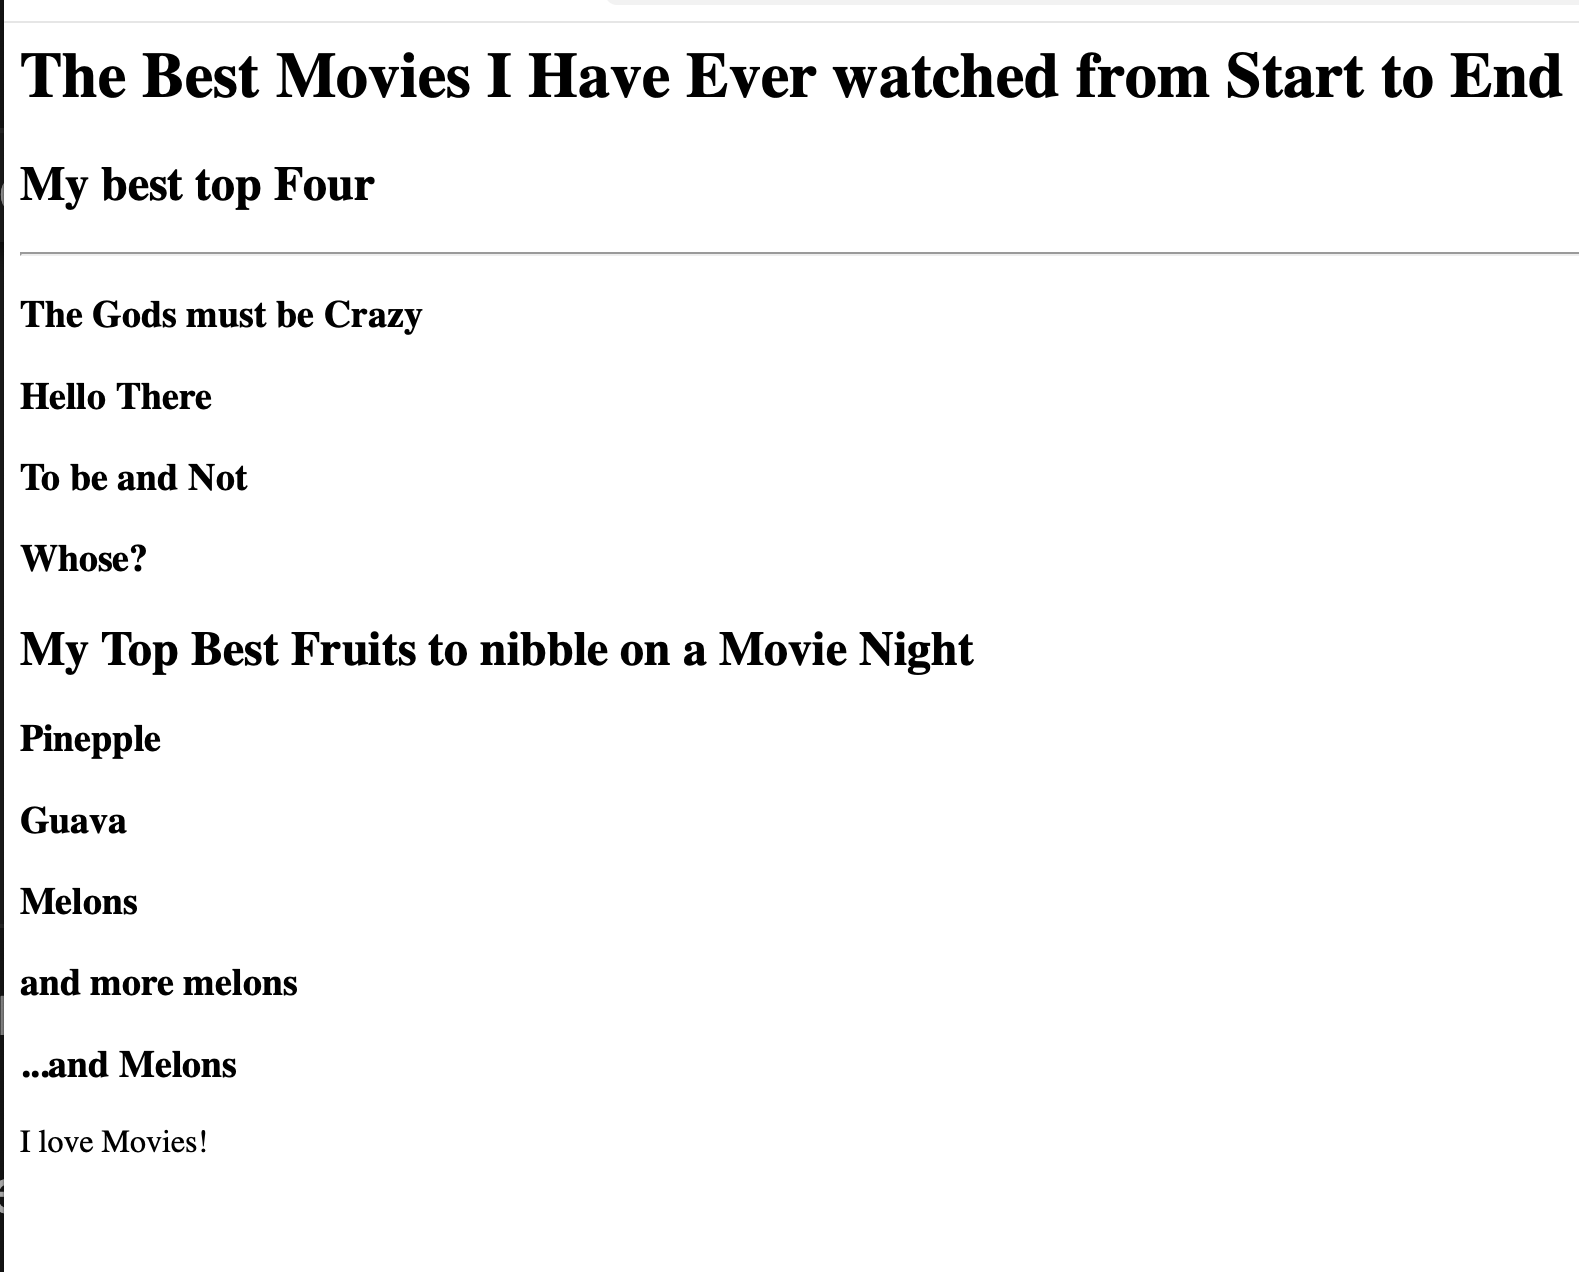 The Best Movies I Have Ever watched from Start to End
My best top Four
The Gods must be Crazy
Hello There
To be and Not
Whose?
My Top Best Fruits to nibble on a Movie Night
Pinepple
Guava
Melons
and more melons
...and Melons
I love Movies!